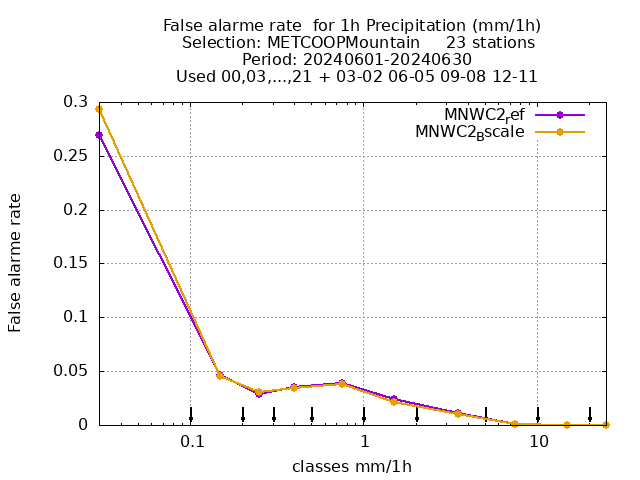 False alarme rate  for 1h Precipitation (mm/1h)
Selection: METCOOPMountain     23 stations
Period: 20240601-20240630
Used 00,03,...,21 + 03-02 06-05 09-08 12-11
MNWC2ref
MNWC2Bscale
0.3
0.25
0.2
0.15
0.1
0.05
0
False alarme rate
0.1 1 10
classes mm/1h